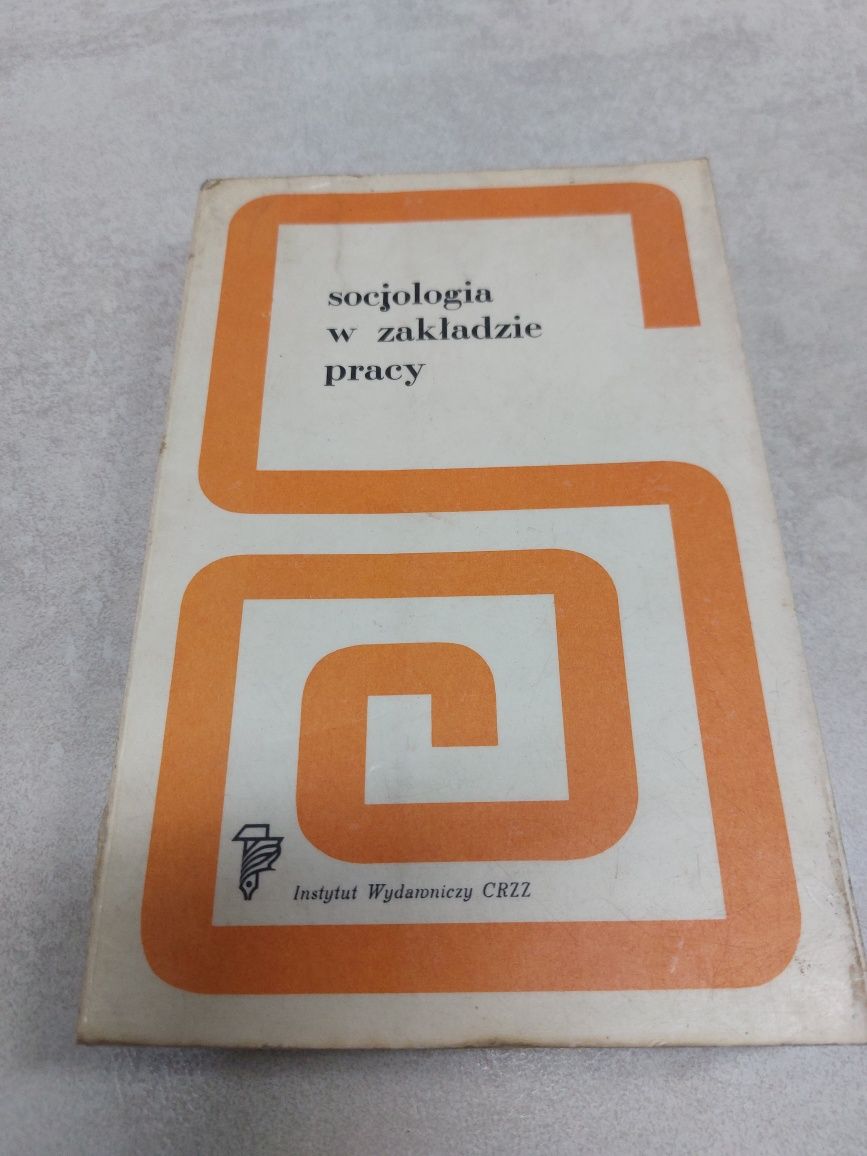 socjologia
w zakładzie
pracy
Instytut Wydawniczy CRZZ